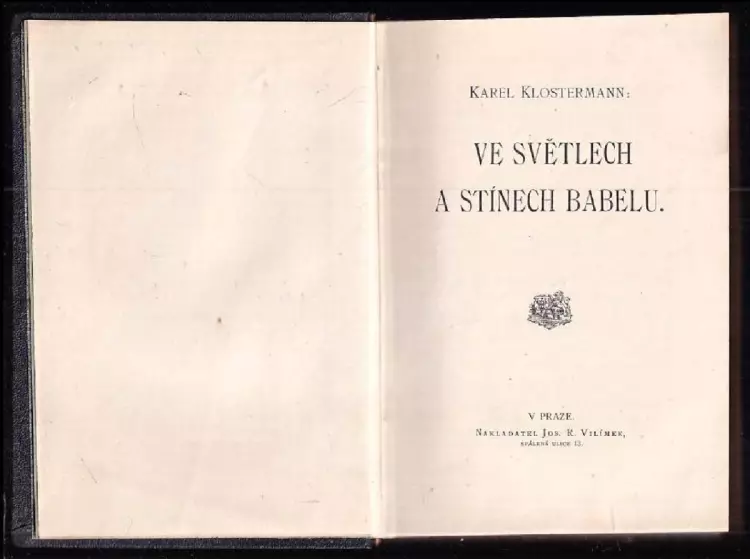 KAREL KLOSTERMANN:
VE SVĚTLECH
A STÍNECH BABELU.
V PRAZE.
NAKLADATEL JOS. R. VILÍMEK,
SPÁLENÁ ULICE 13.